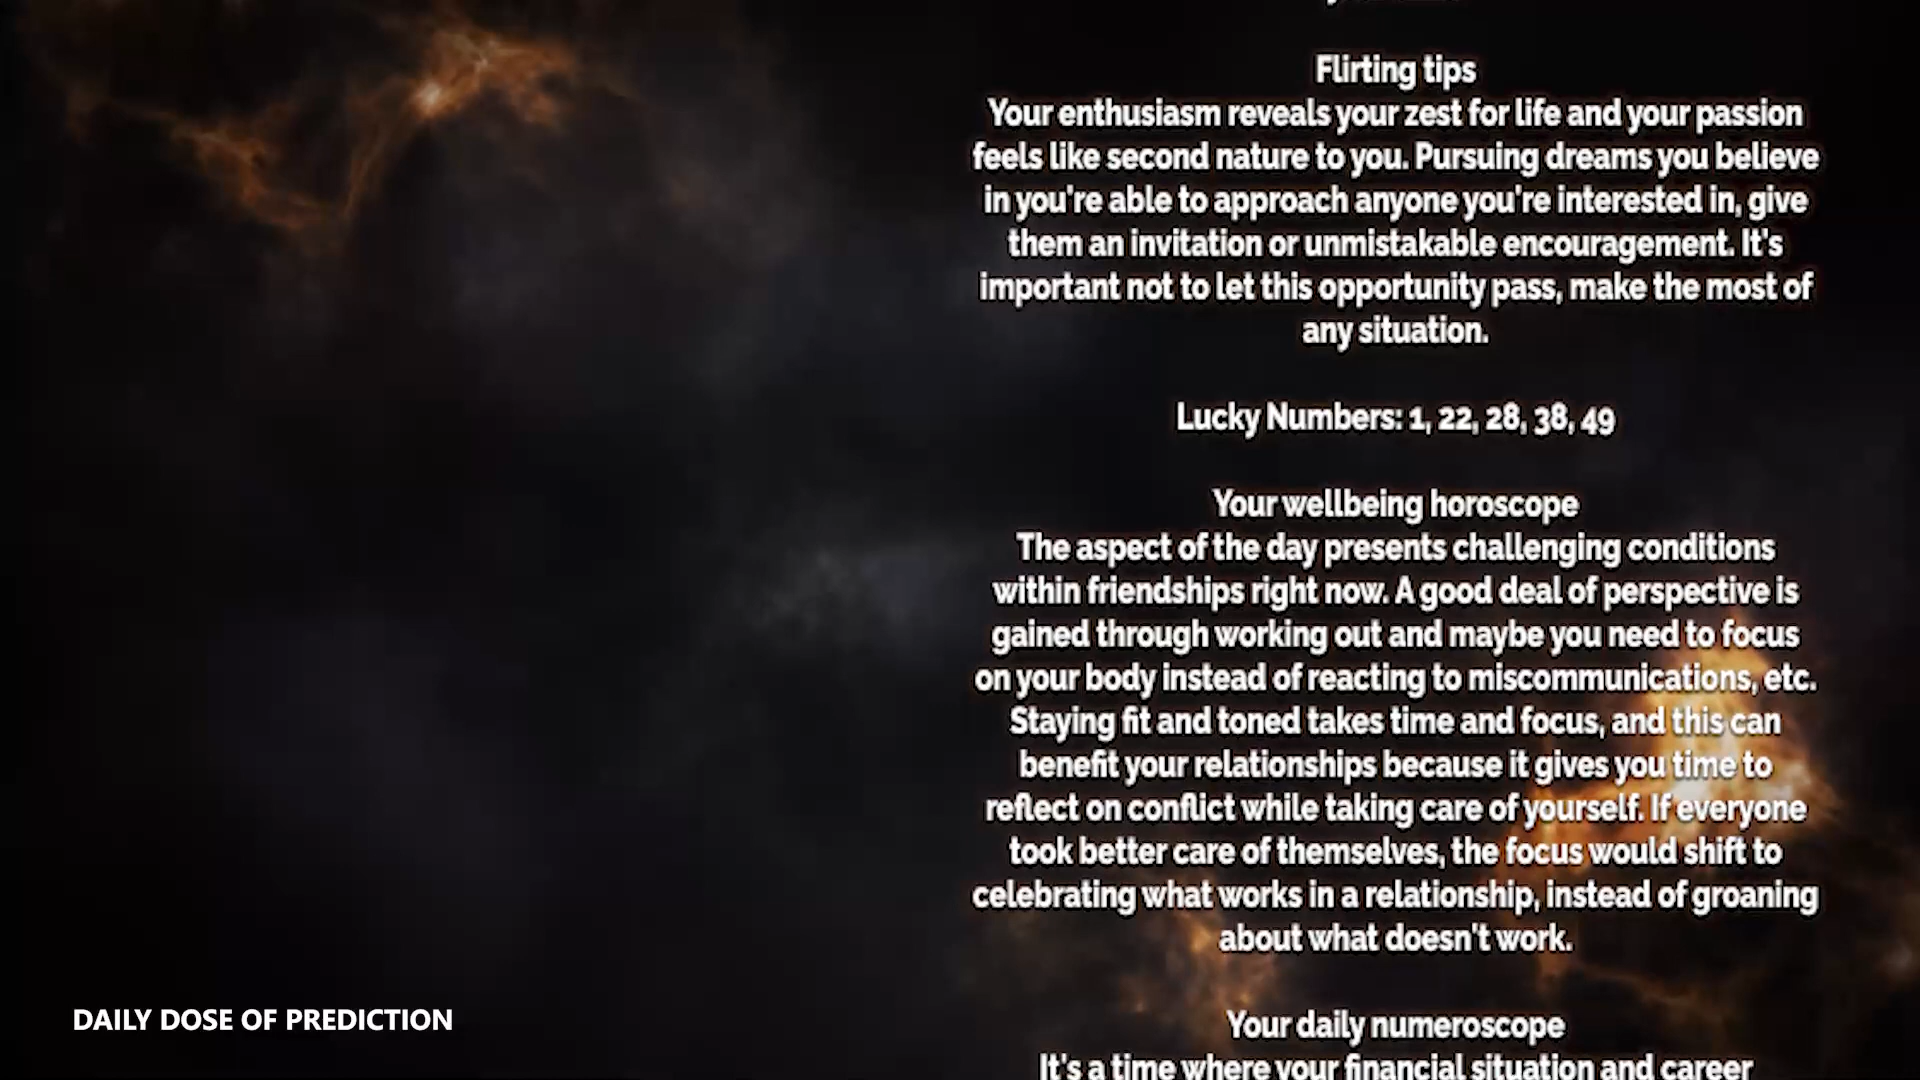 Flirting tips
Your enthusiasm reveals your zest for life and your passion
feels like second nature to you. Pursuing dreams you believe
in you're able to approach anyone you're interested in, give
them an invitation or unmistakable encouragement. It's
important not to let this opportunity pass, make the most of
any situation.
Lucky Numbers: 1, 22, 28, 38, 49
Your wellbeing horoscope
The aspect of the day presents challenging conditions
within friendships right now. A good deal of perspective is
gained through working out and maybe you need to focus
on your body instead of reacting to miscommunications, etc.
Staying fit and toned takes time and focus, and this can
benefit your relationships because it gives you time to
reflect on conflict while taking care of yourself. If everyone
took better care of themselves, the focus would shift to
celebrating what works in a relationship, instead of groaning
about what doesn't work.
Your daily numeroscope
It's a time where your financial situation and career
DAILY DOSE OF PREDICTION